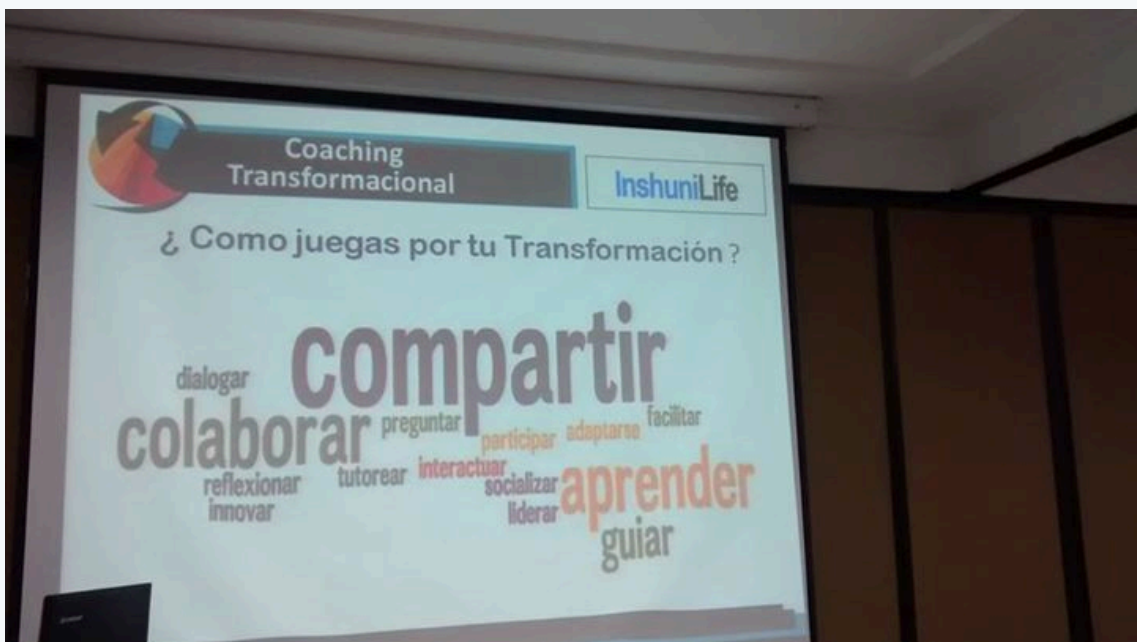 Coaching
Transformacional
InshuniLife
¿ Como juegas por tu Transformación ?
compartir
dialogar
colaborar
preguntar
participar
adaptarse
facilitar
reflexionar
tutorear
interactuar
socializar
aprender
innovar
liderar
guiar